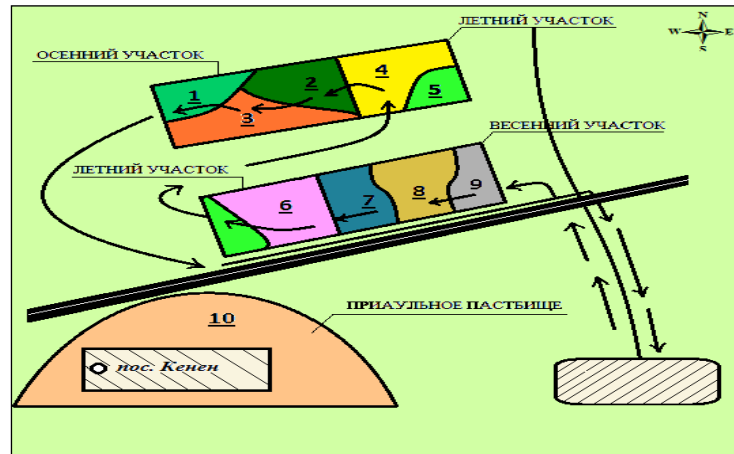 ЛЕТНИЙ УЧАСТОК
N
W E
S
ОСЕННИЙ УЧАСТОК
4
2
1
5
3
ВЕСЕННИЙ УЧАСТОК
ЛЕТНИЙ УЧАСТОК
9
8
7
6
ПРИАУЛЬНОЕ ПАСТБИЩЕ
10
пос. Кенен